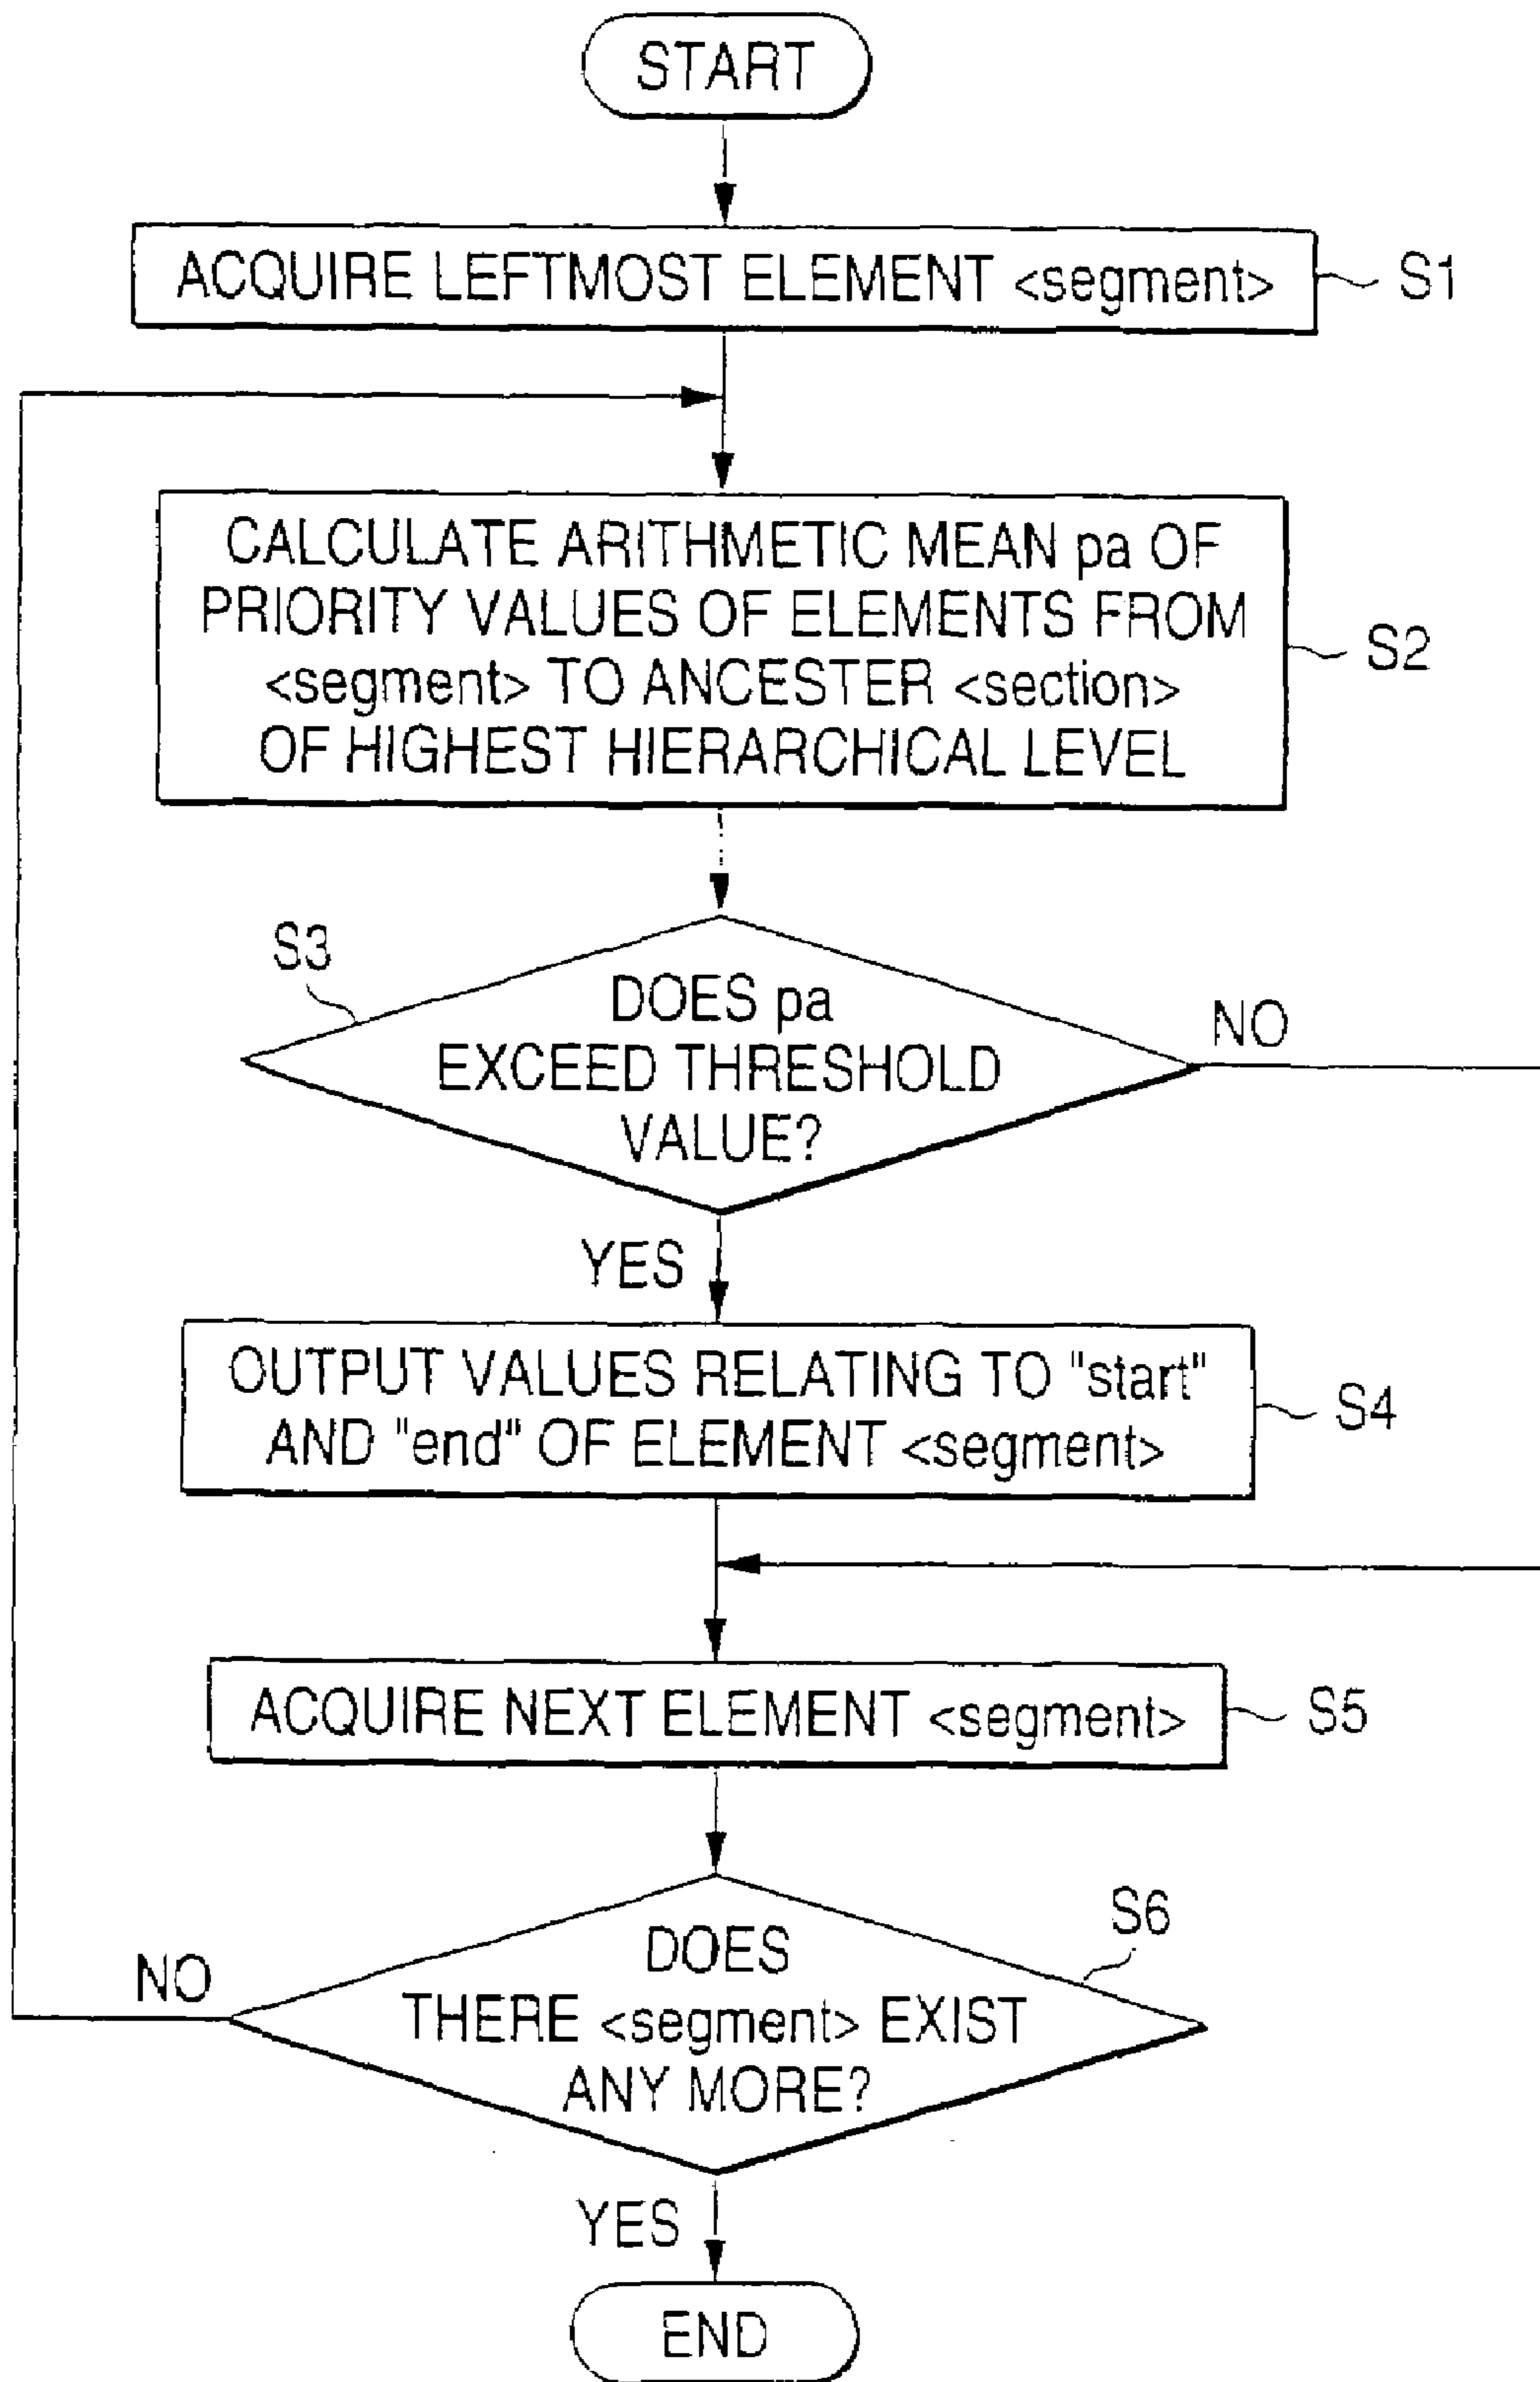 START
ACQUIRE LEFTMOST ELEMENT <segment>
S1
CALCULATE ARITHMETIC MEAN pa OF
PRIORITY VALUES OF ELEMENTS FROM
<segment> TO ANCESTER <section>
OF HIGHEST HIERARCHICAL LEVEL
S2
S3
DOES pa
EXCEED THRESHOLD
VALUE?
NO
YES
OUTPUT VALUES RELATING TO "start"
AND "end" OF ELEMENT <segment>
S4
ACQUIRE NEXT ELEMENT <segment>
S5
S6
DOES
THERE <segment> EXIST
ANY MORE?
NO
YES
END